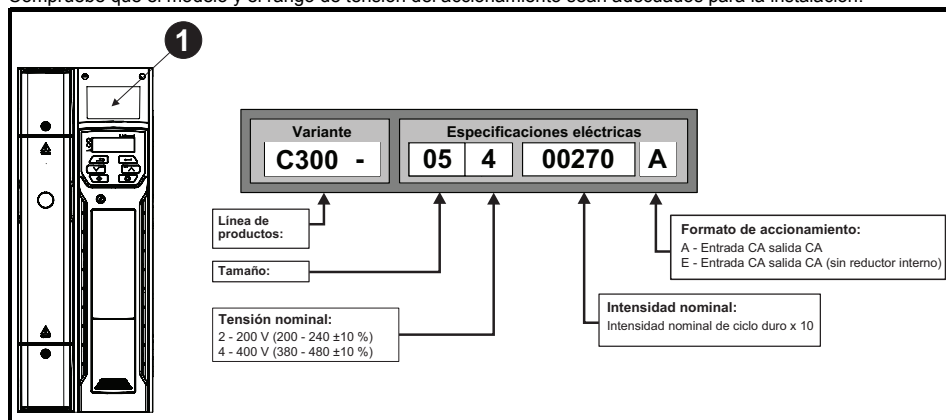 Compruebe que el modelo y el rango de tensión del accionamiento sean adecuados para la instalación.
1
Variante
Especificaciones eléctricas
C300 -
05 4 00270 A
Línea de
productos:
Tamaño:
Tensión nominal:
2 - 200 V (200 - 240 ±10 %)
4 - 400 V (380 - 480 ±10 %)
Formato de accionamiento:
A - Entrada CA salida CA
E - Entrada CA salida CA (sin reductor interno)
Intensidad nominal:
Intensidad nominal de ciclo duro x 10